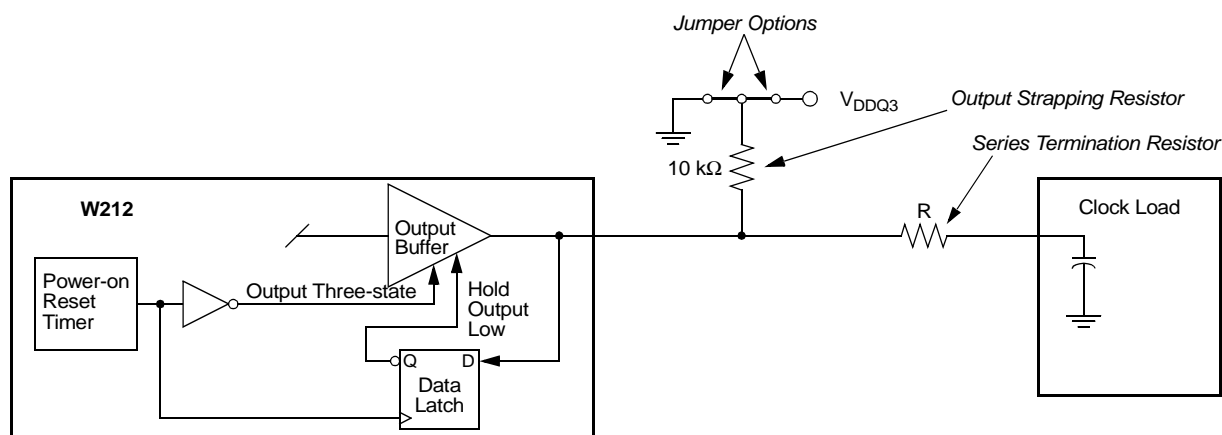 Jumper Options
V_DDQ3
Output Strapping Resistor
Series Termination Resistor
10 kΩ
R
W212
Output
Buffer
Clock Load
Power-on
Reset
Timer
Output Three-state
Hold
Output
Low
Q
D
Data
Latch